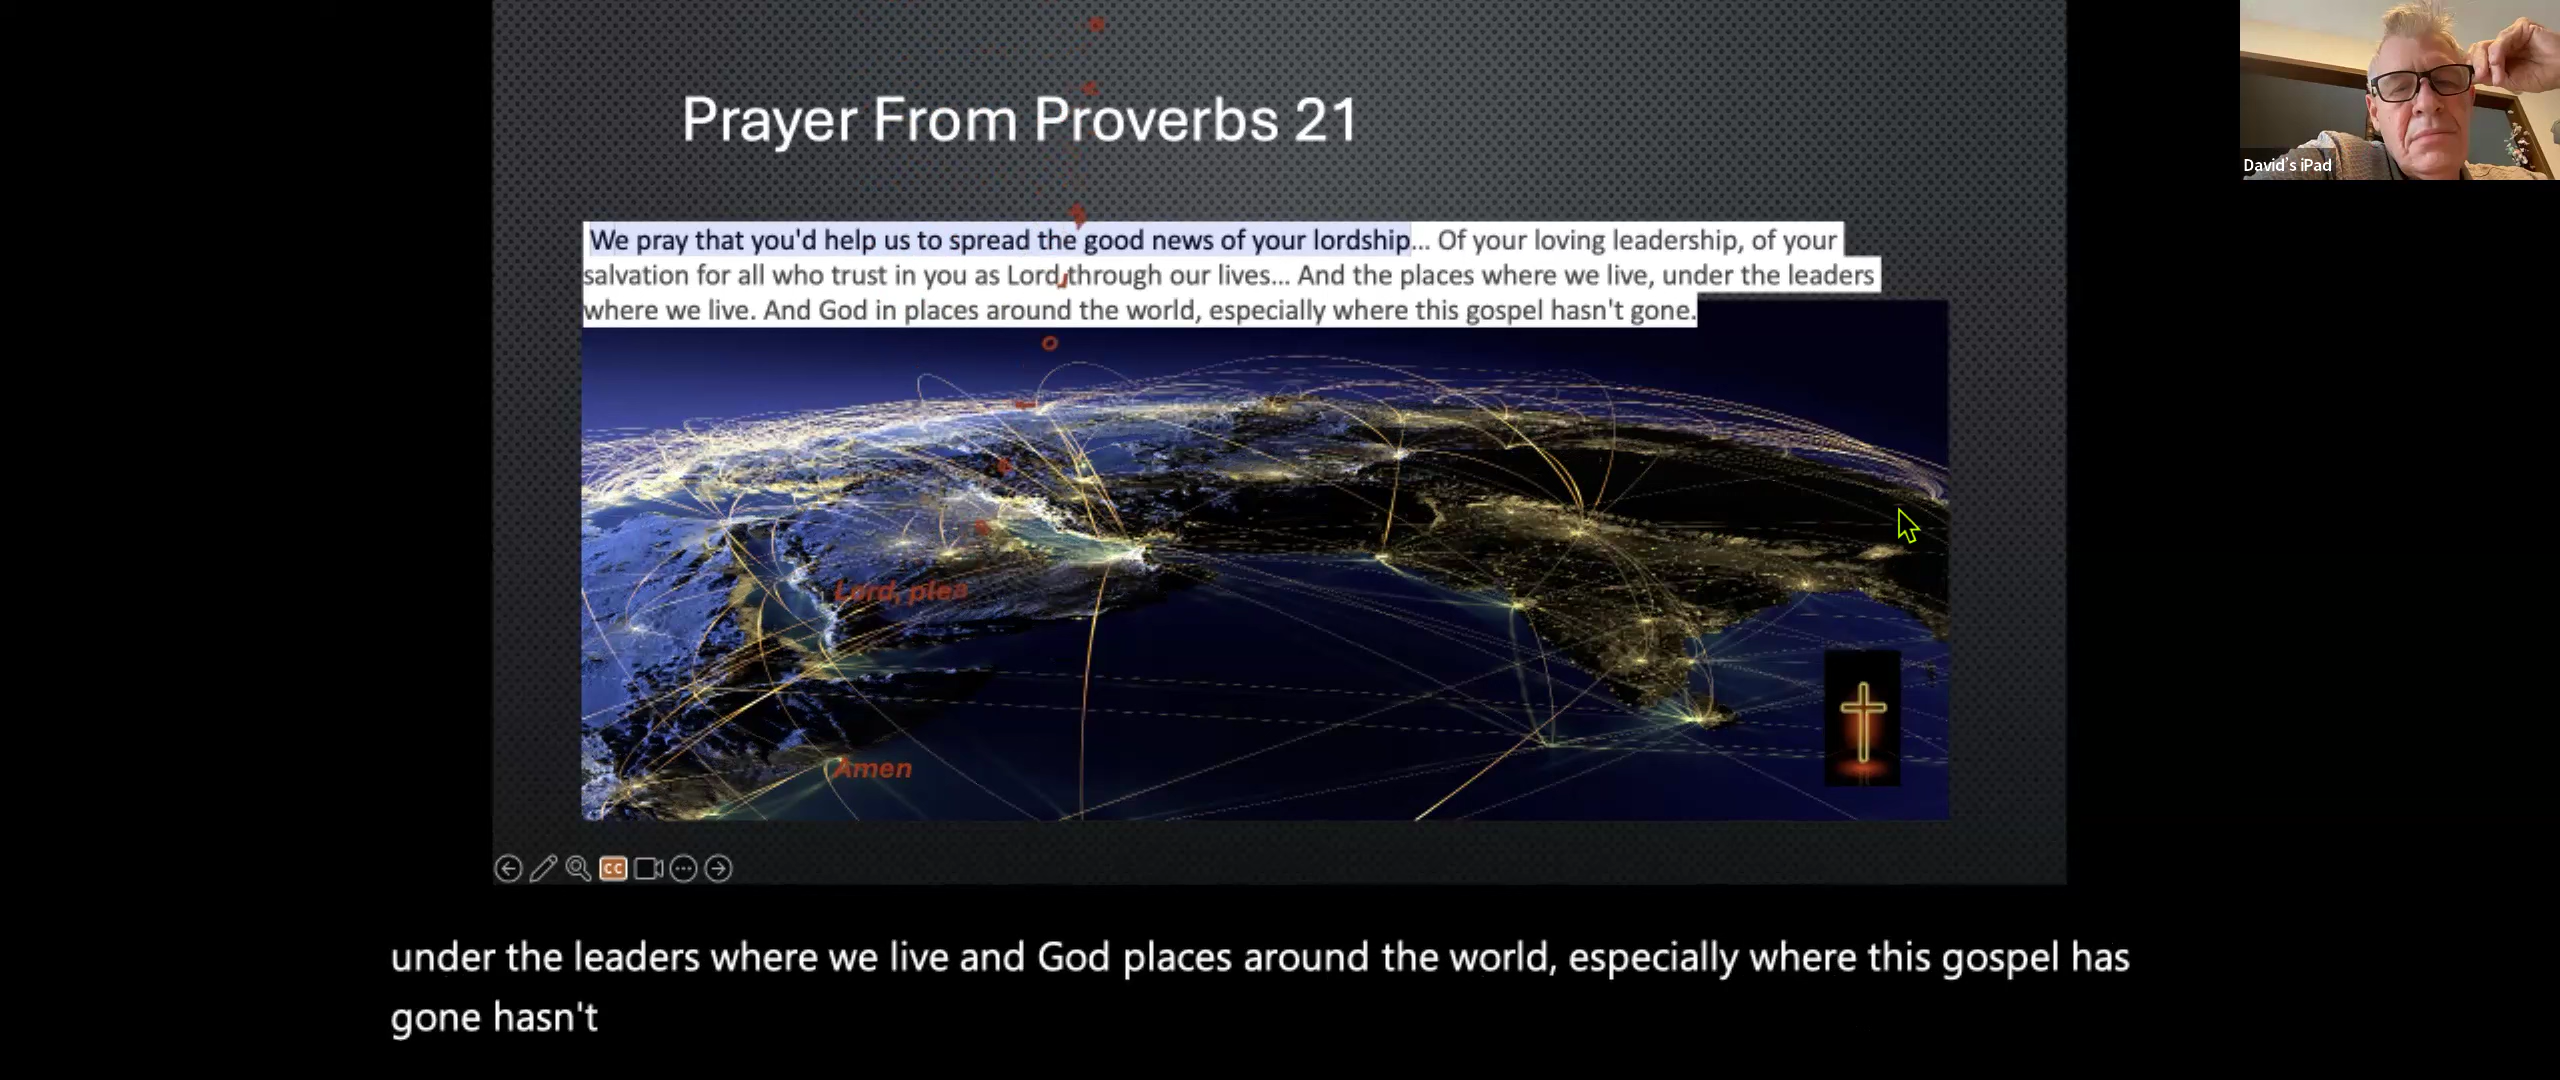 Prayer From Proverbs 21
We pray that you'd help us to spread the good news of your lordship... Of your loving leadership, of your
salvation for all who trust in you as Lord through our lives... And the places where we live, under the leaders
where we live. And God in places around the world, especially where this gospel hasn't gone.
Lord, plea
Amen
CC
David's iPad
under the leaders where we live and God places around the world, especially where this gospel has
gone hasn't